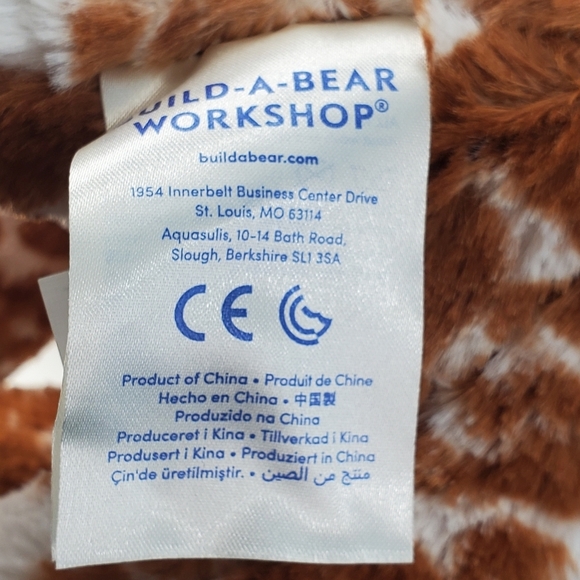 BUILD-A-BEAR
WORKSHOP®
buildabear.com
1954 Innerbelt Business Center Drive
St. Louis, MO 63114
Aquasulis, 10-14 Bath Road,
Slough, Berkshire SL1 3SA
CE
Product of China • Produit de Chine
Hecho en China • 中国製
Produzido na China
Produceret i Kina • Tillverkad i Kina
Produsert i Kina • Produziert in China
Çin'de üretilmiştir. • منتج من الصين